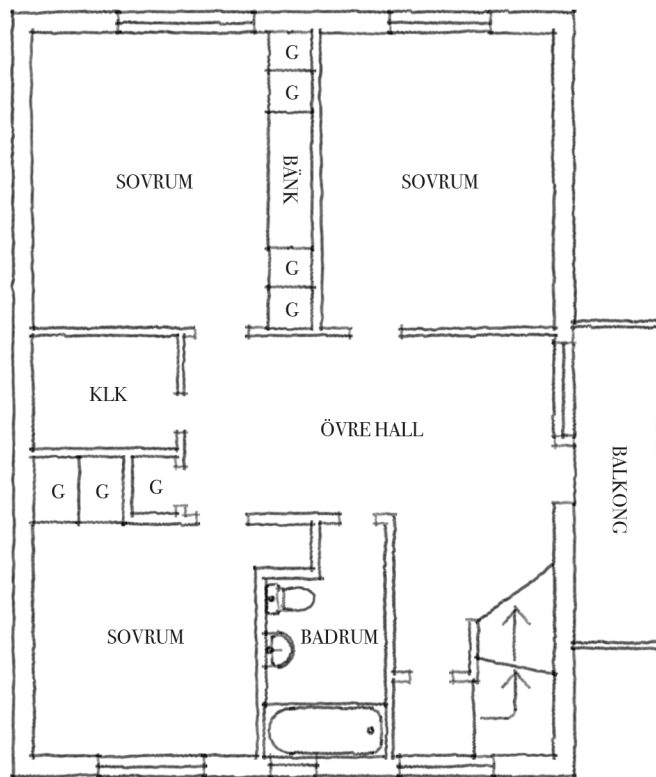 G
G
SOVRUM
BÄNK
SOVRUM
G
G
KLK
ÖVRE HALL
BALKONG
G
G
G
SOVRUM
BADRUM